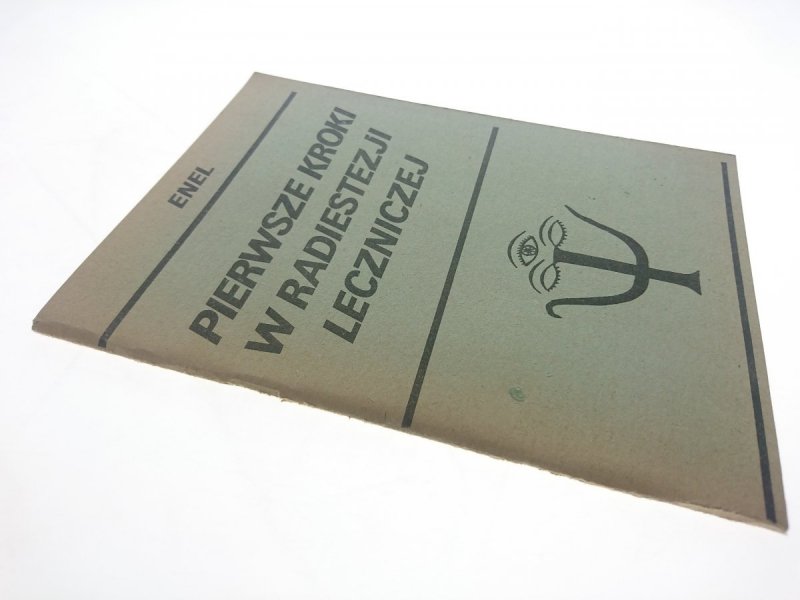 ENEL
PIERWSZE KROKI
W RADIESTEZJI
LECZNICZEJ